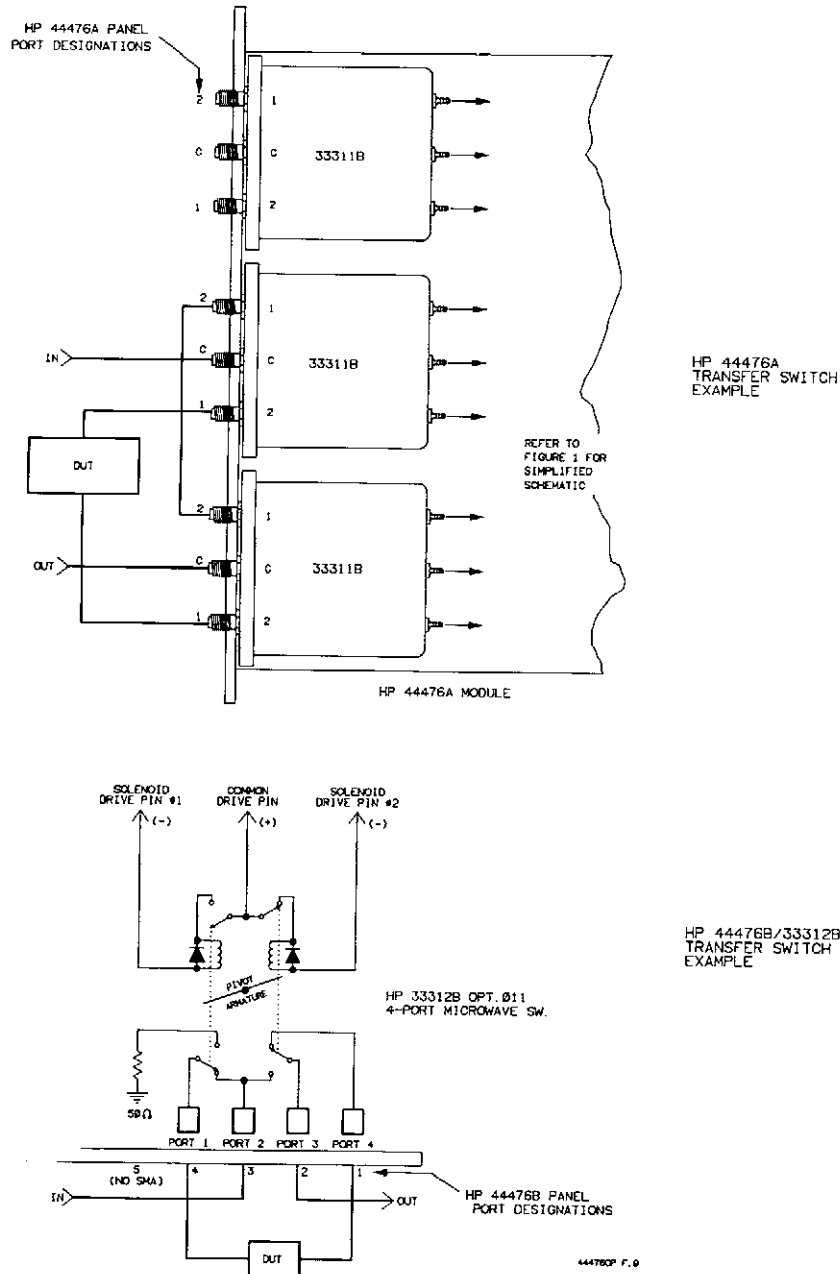 HP 44476A PANEL
PORT DESIGNATIONS
2
1
C
C
33311B
1
2
2
1
IN
C
C
33311B
1
2
DUT
REFER TO
FIGURE 1 FOR
SIMPLIFIED
SCHEMATIC
HP 44476A
TRANSFER SWITCH
EXAMPLE
2
1
OUT
C
C
33311B
1
2
HP 44476A MODULE
SOLENOID
DRIVE PIN #1
COMMON
DRIVE PIN
SOLENOID
DRIVE PIN #2
(-)
(+)
(-)
HP 44476B/33312B
TRANSFER SWITCH
EXAMPLE
PIVOT
ARMATURE
HP 33312B OPT.011
4-PORT MICROWAVE SW.
50Ω
PORT 1 PORT 2 PORT 3 PORT 4
5 4 3 2 1
(NO SMA)
IN
OUT
HP 44476B PANEL
PORT DESIGNATIONS
DUT
44476OP F.9